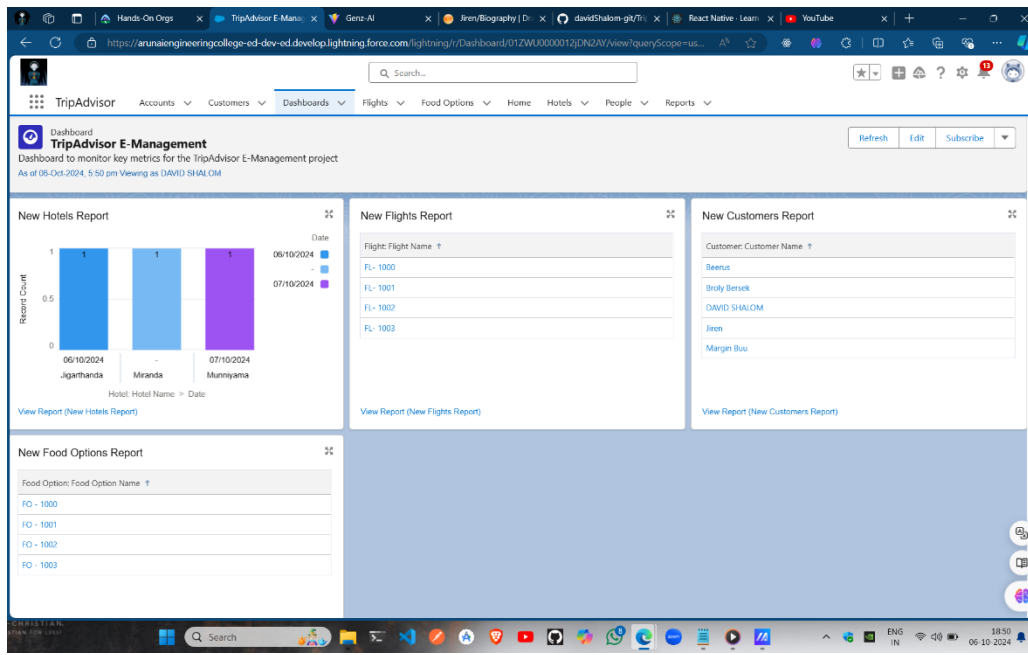 Hands-On Orgs
TripAdvisor E-Manag
Genz-AI
Jiren/Biography | Dr
davidShalom-git/Trip
React Native · Learn
YouTube
https://arunaiengineeringcollege-ed-dev-ed.develop.lightning.force.com/lightning/r/Dashboard/01ZWU0000012jDN2AY/view?queryScope=us...
Search...
13
TripAdvisor Accounts Customers Dashboards Flights Food Options Home Hotels People Reports
Dashboard
TripAdvisor E-Management
Dashboard to monitor key metrics for the TripAdvisor E-Management project
As of 06-Oct-2024, 5:50 pm Viewing as DAVID SHALOM
Refresh Edit Subscribe
New Hotels Report
Date
06/10/2024
-
07/10/2024
Record Count
1
0.5
0
1 1 1
06/10/2024 - 07/10/2024
Jigarthanda Miranda Munniyama
Hotel: Hotel Name > Date
View Report (New Hotels Report)
New Flights Report
Flight: Flight Name ↑
FL- 1000
FL- 1001
FL- 1002
FL- 1003
View Report (New Flights Report)
New Customers Report
Customer: Customer Name ↑
Beerus
Broly Bersek
DAVID SHALOM
Jiren
Margin Buu
View Report (New Customers Report)
New Food Options Report
Food Option: Food Option Name ↑
FO - 1000
FO - 1001
FO - 1002
FO - 1003
Search
ENG
IN
18:50
06-10-2024